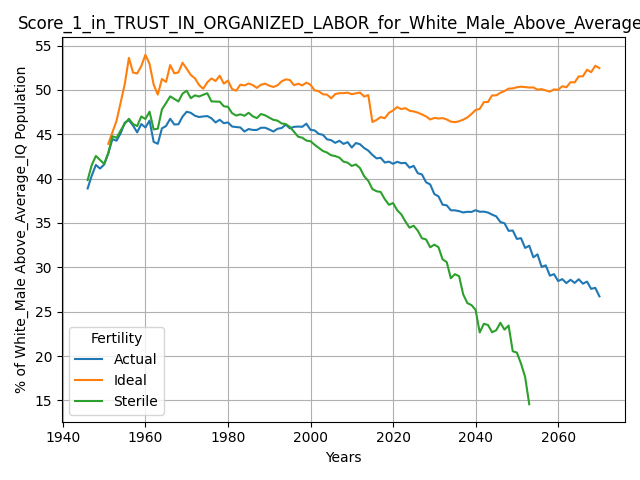 Score_1_in_TRUST_IN_ORGANIZED_LABOR_for_White_Male_Above_Average
% of White_Male Above_Average_IQ Population
55
50
45
40
35
30
25
20
15
Fertility
Actual
Ideal
Sterile
1940
1960
1980
2000
2020
2040
2060
Years